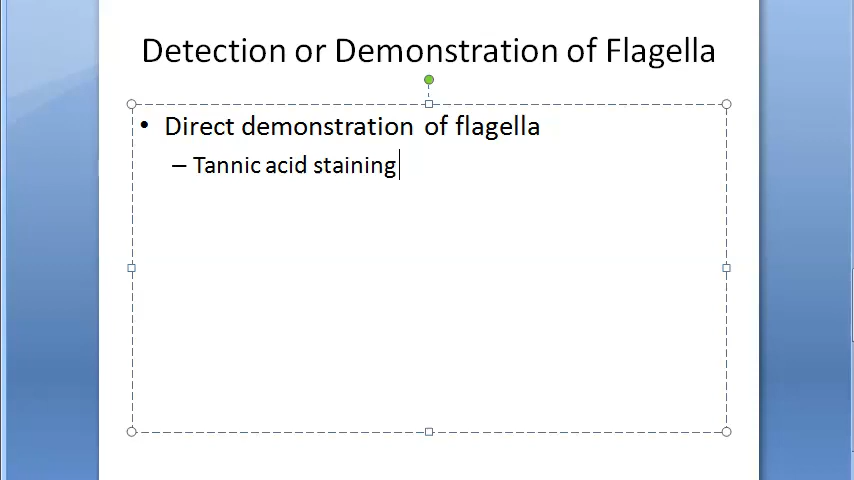 Detection or Demonstration of Flagella
• Direct demonstration of flagella
– Tannic acid staining